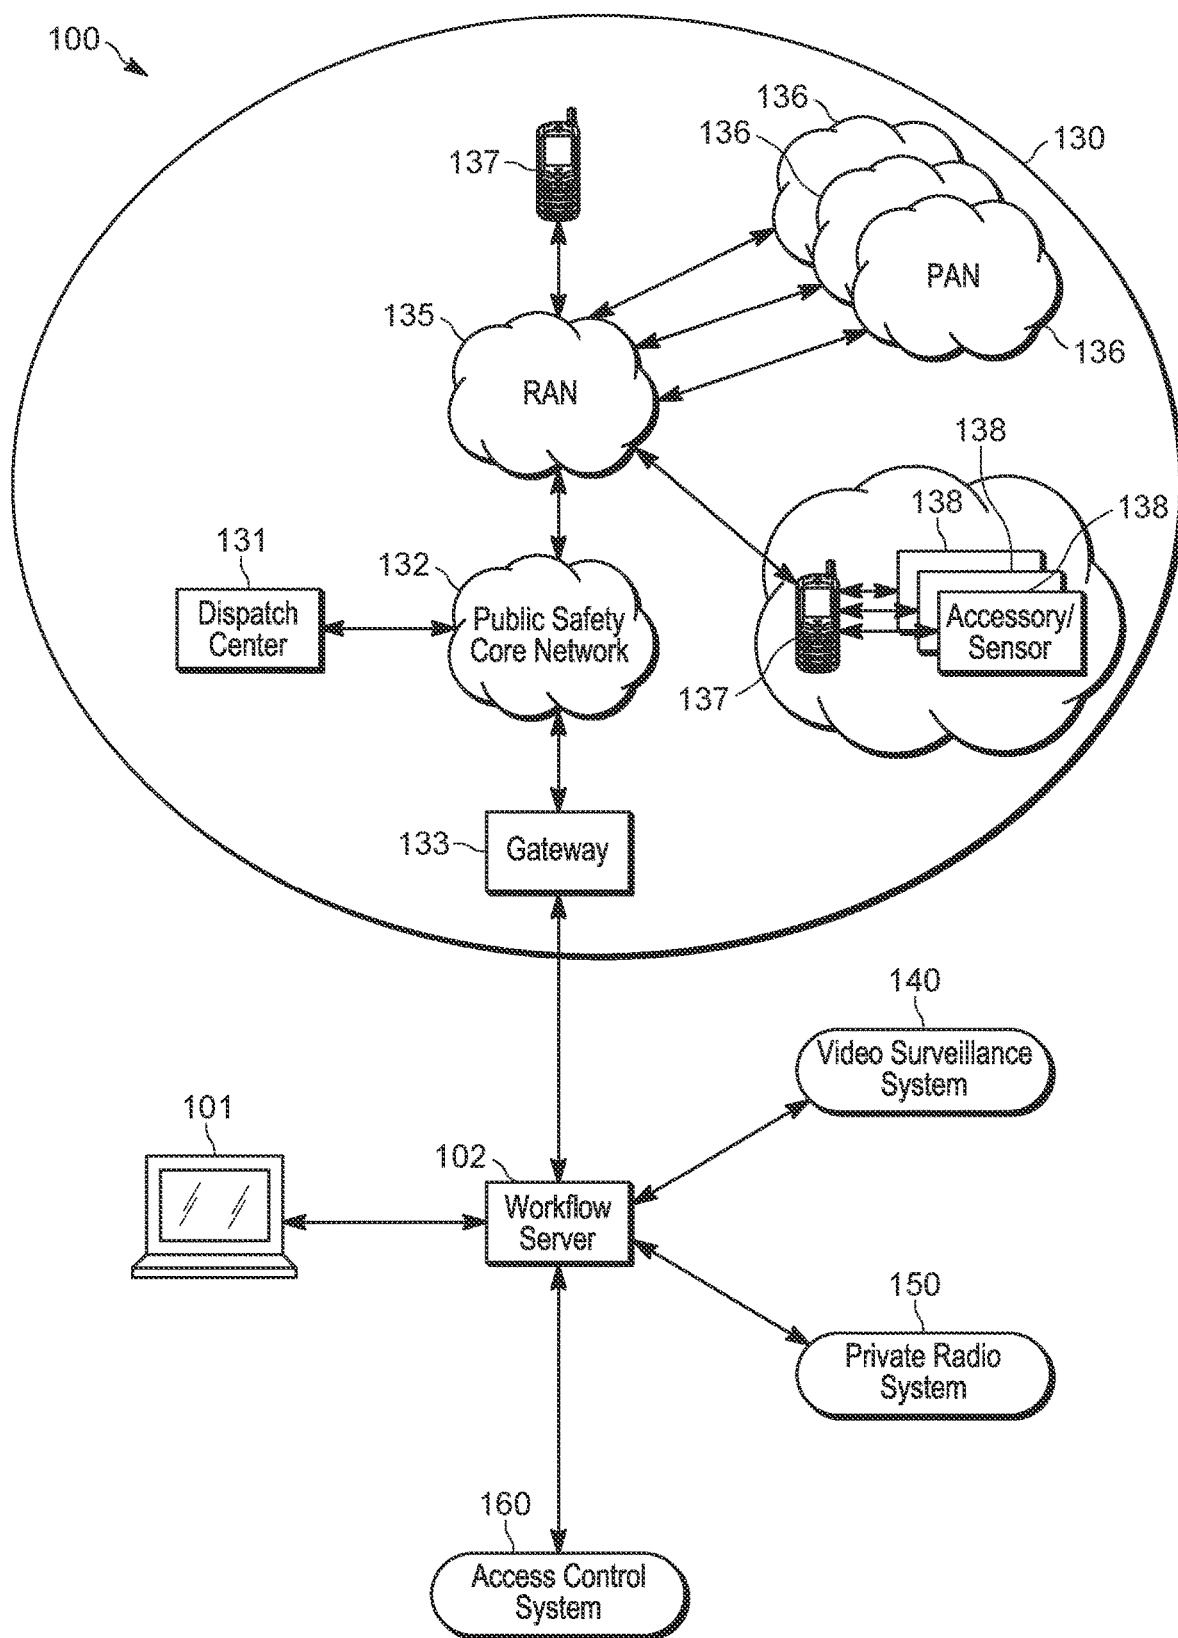 100
136
136
130
137
PAN
135
136
RAN
138
138
138
131
132
Dispatch
Center
Public Safety
Core Network
Accessory/
Sensor
137
133
Gateway
140
Video Surveillance
System
101
102
Workflow
Server
150
Private Radio
System
160
Access Control
System